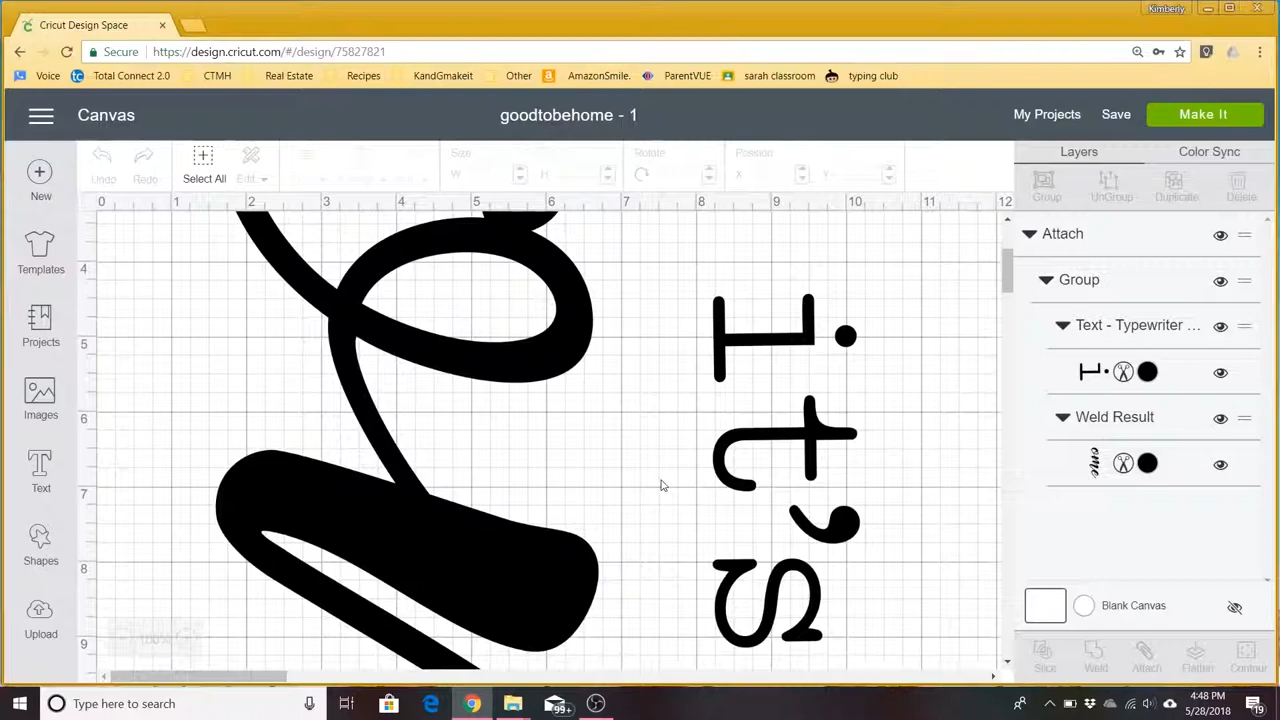 Kimberly
Cricut Design Space
Secure https://design.cricut.com/#/design/75827821
Voice Total Connect 2.0 CTMH Real Estate Recipes KandGmakeit Other AmazonSmile. ParentVUE sarah classroom typing club
Canvas goodtobehome - 1 My Projects Save Make It
Undo Redo Select All Edit Size W H Rotate Position X Y
Layers Color Sync
Group UnGroup Duplicate Delete
0 1 2 3 4 5 6 7 8 9 10 11 12
4
5
6
7
8
9
New
Templates
Projects
Images
Text
Shapes
Upload
it's
100%
Attach
Group
Text - Typewriter ...
Weld Result
Blank Canvas
Slice Weld Attach Flatten Contour
Type here to search
99+
4:48 PM
5/28/2018
19